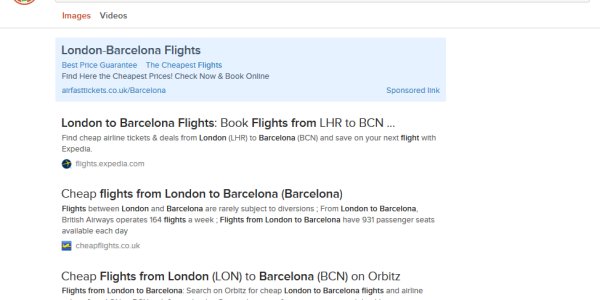 Images Videos
London-Barcelona Flights
Best Price Guarantee The Cheapest Flights
Find Here the Cheapest Prices! Check Now & Book Online
airfasttickets.co.uk/Barcelona Sponsored link
London to Barcelona Flights: Book Flights from LHR to BCN ...
Find cheap airline tickets & deals from London (LHR) to Barcelona (BCN) and save on your next flight with
Expedia.
flights.expedia.com
Cheap flights from London to Barcelona (Barcelona)
Flights between London and Barcelona are rarely subject to diversions ; From London to Barcelona,
British Airways operates 164 flights a week ; Flights from London to Barcelona have 931 passenger seats
available each day
cheapflights.co.uk
Cheap Flights from London (LON) to Barcelona (BCN) on Orbitz
Flights from London to Barcelona: Search on Orbitz for cheap London to Barcelona flights and airline